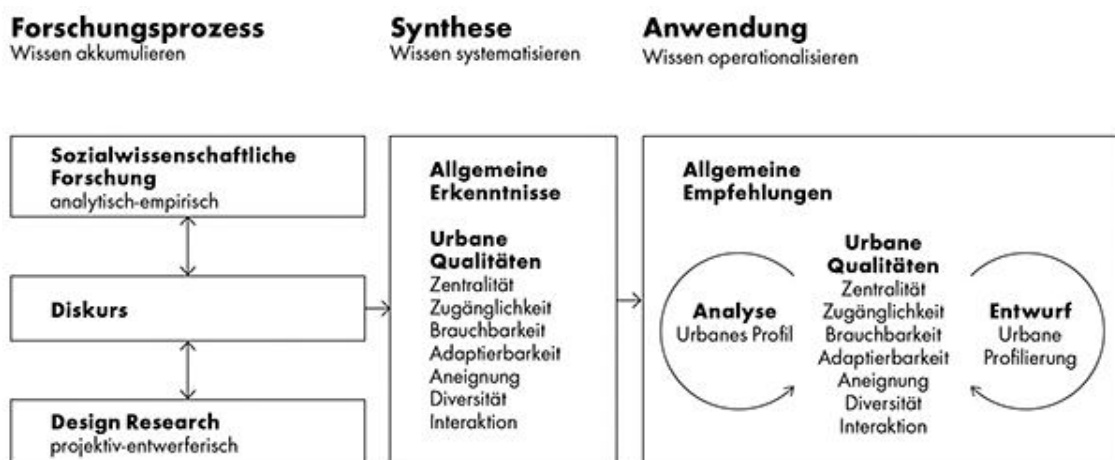 Forschungsprozess
Wissen akkumulieren
Synthese
Wissen systematisieren
Anwendung
Wissen operationalisieren
Sozialwissenschaftliche
Forschung
analytisch-empirisch
Diskurs
Design Research
projektiv-entwerferisch
Allgemeine
Erkenntnisse
Urbane
Qualitäten
Zentralität
Zugänglichkeit
Brauchbarkeit
Adaptierbarkeit
Aneignung
Diversität
Interaktion
Allgemeine
Empfehlungen
Analyse
Urbanes Profil
Urbane
Qualitäten
Zentralität
Zugänglichkeit
Brauchbarkeit
Adaptierbarkeit
Aneignung
Diversität
Interaktion
Entwurf
Urbane
Profilierung